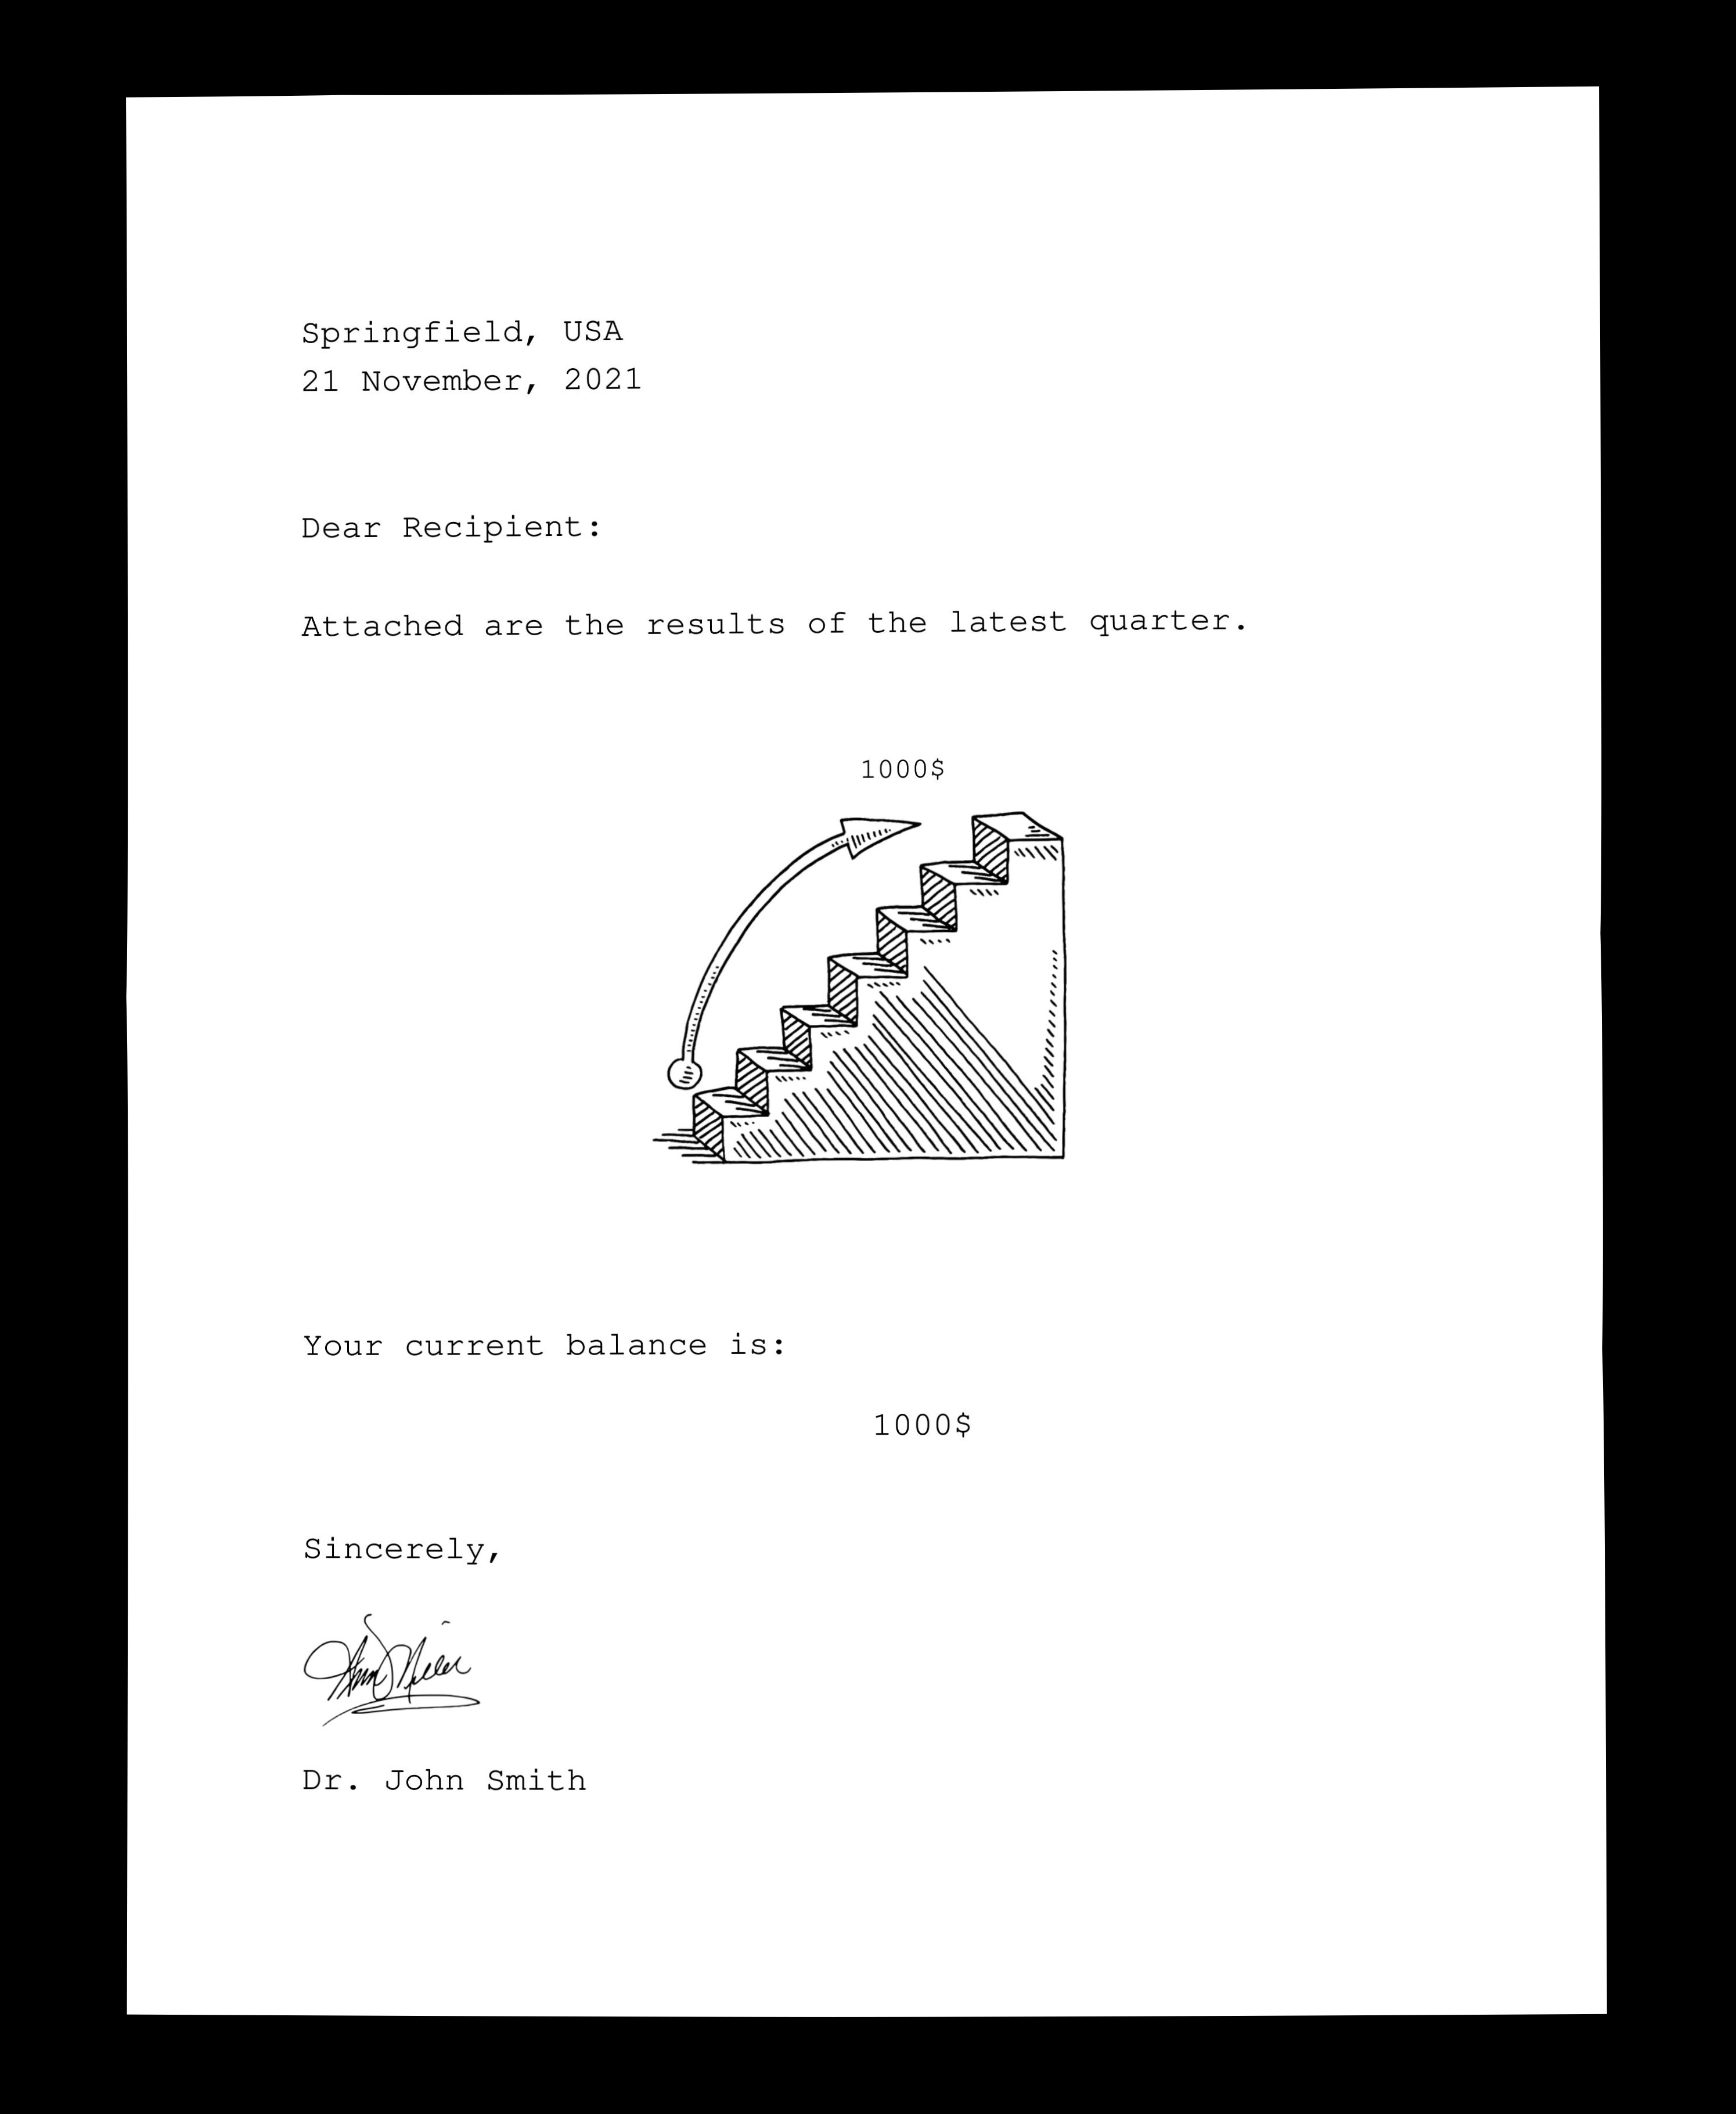 Springfield, USA
21 November, 2021
Dear Recipient:
Attached are the results of the latest quarter.
1000$
Your current balance is:
1000$
Sincerely,
Dr. John Smith